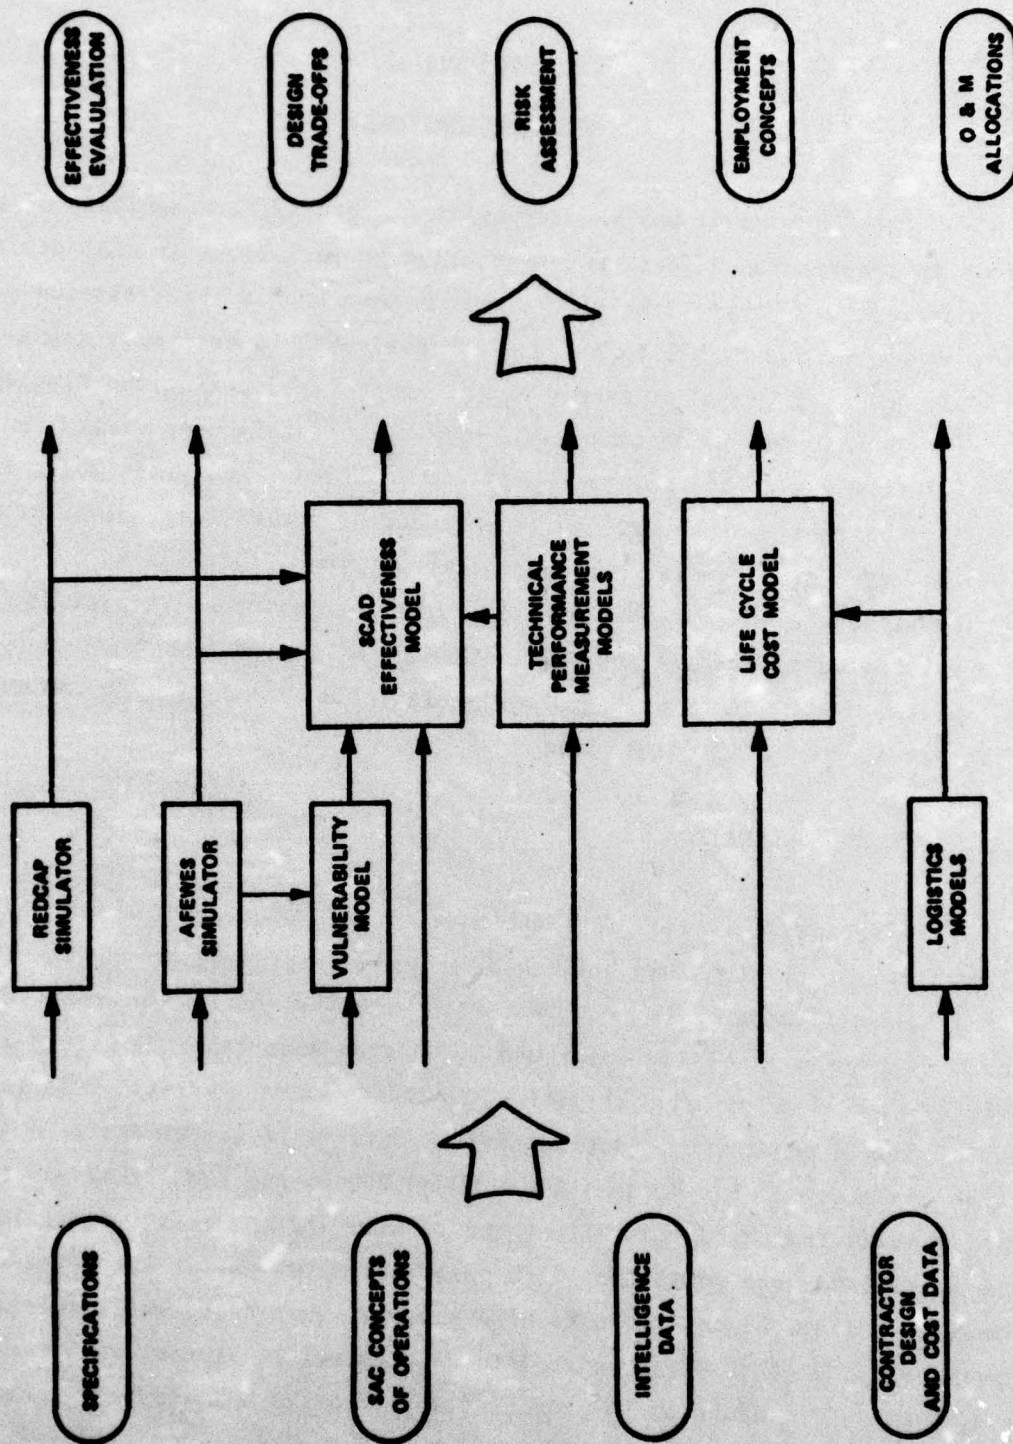 SPECIFICATIONS
SAC CONCEPTS
OF OPERATIONS
INTELLIGENCE
DATA
CONTRACTOR
DESIGN
AND COST DATA
REDCAP
SIMULATOR
AFEWES
SIMULATOR
VULNERABILITY
MODEL
LOGISTICS
MODELS
SCAD
EFFECTIVENESS
MODEL
TECHNICAL
PERFORMANCE
MEASUREMENT
MODELS
LIFE CYCLE
COST MODEL
EFFECTIVENESS
EVALULATION
DESIGN
TRADE-OFFS
RISK
ASSESSMENT
EMPLOYMENT
CONCEPTS
O & M
ALLOCATIONS